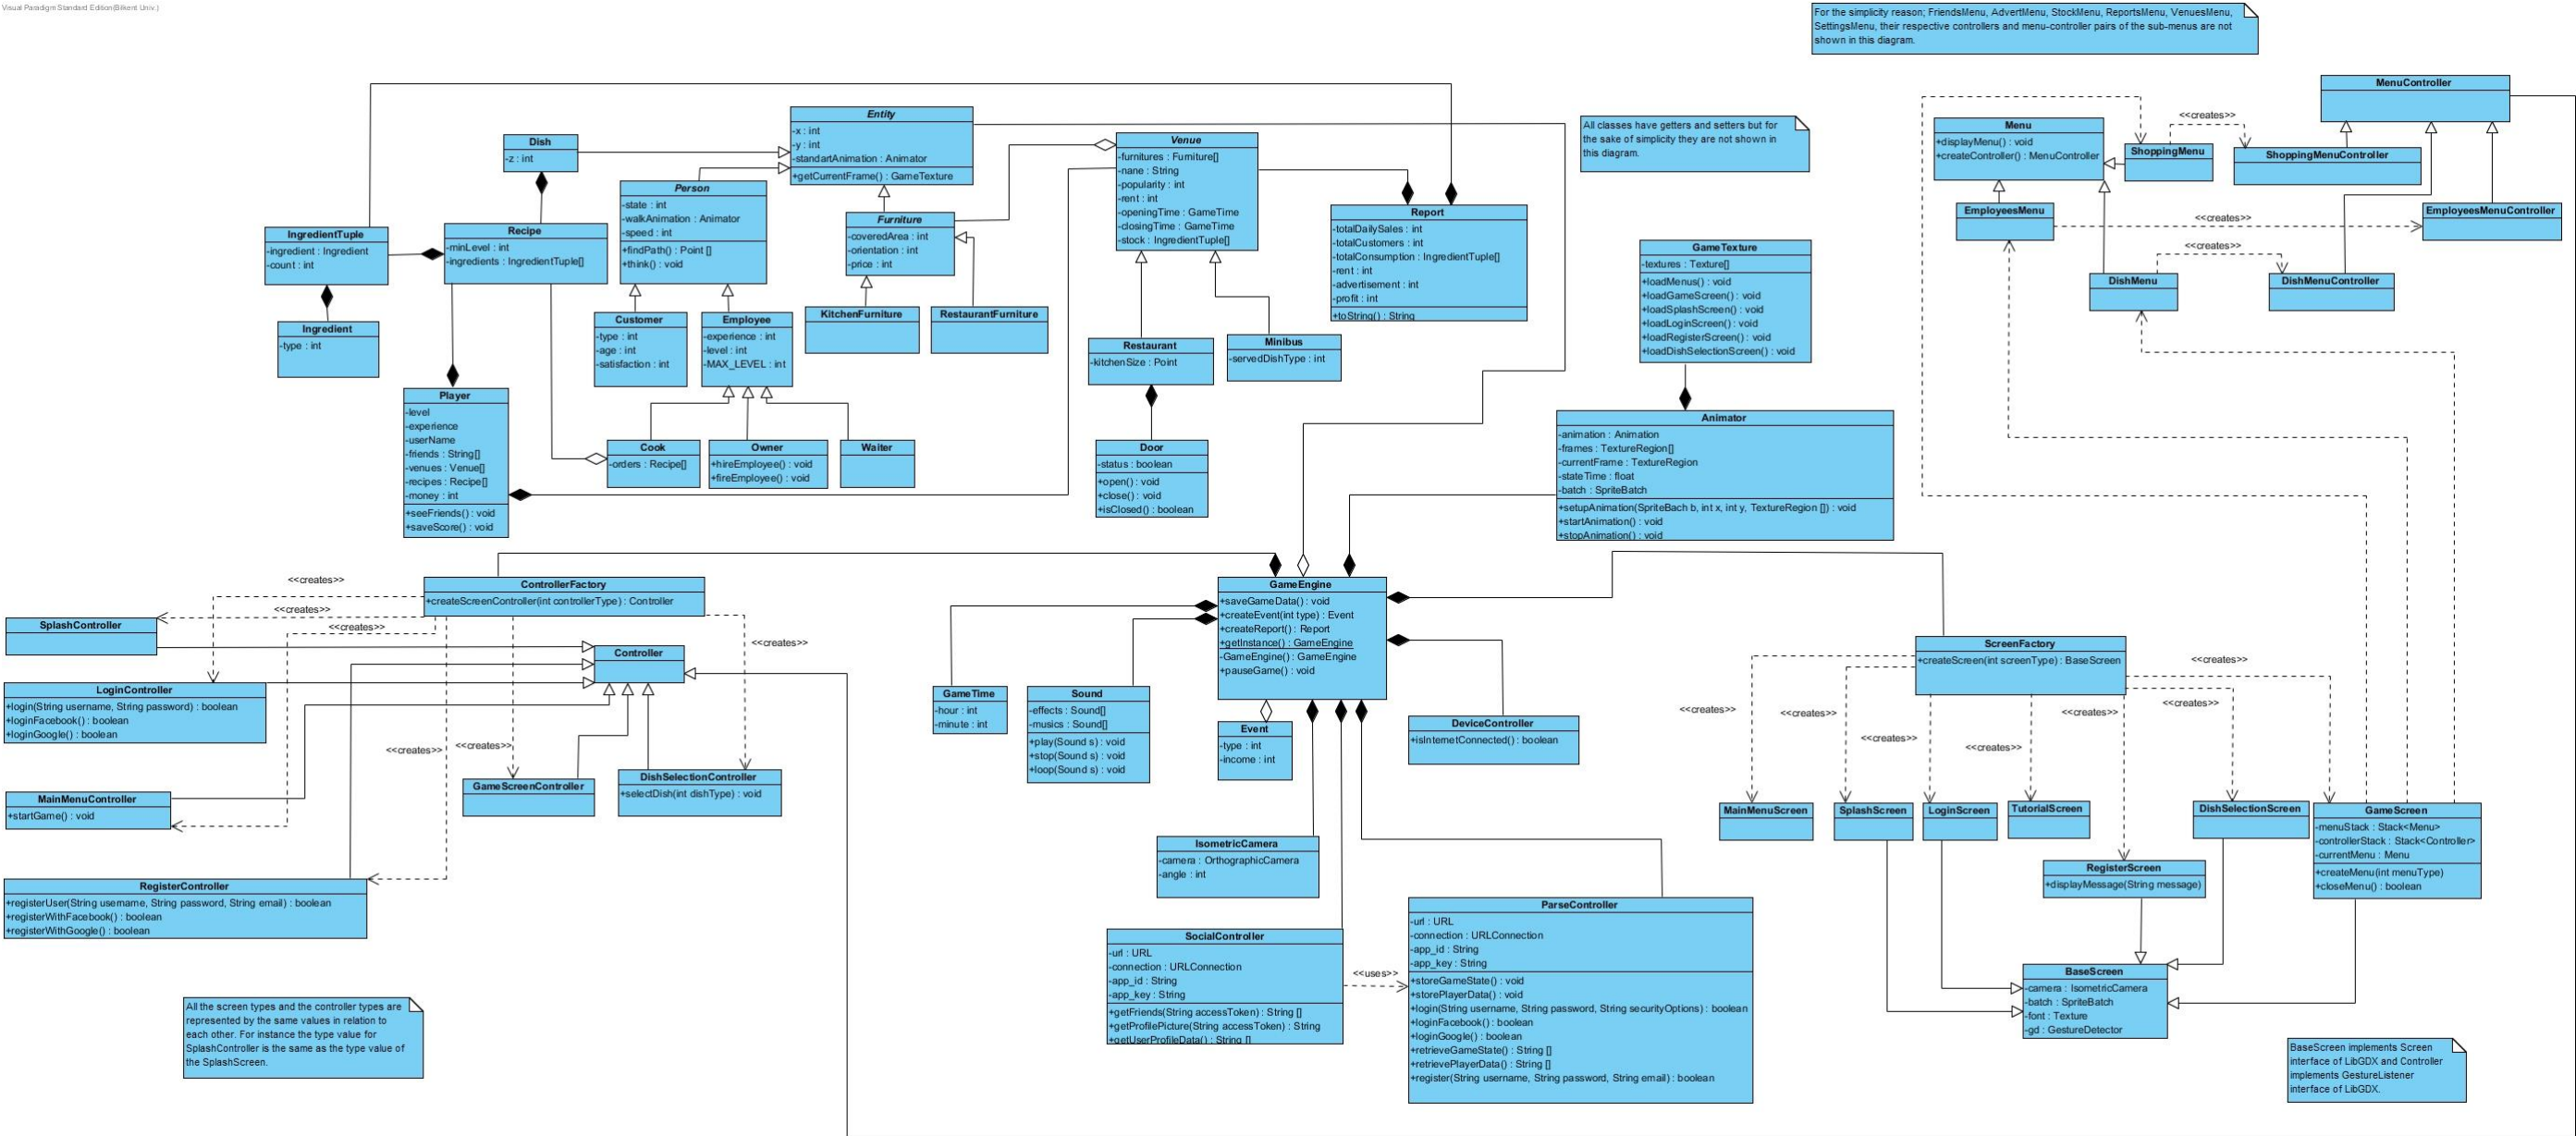 Visual Paradigm Standard Edition(Bilkent Univ.)
For the simplicity reason; FriendsMenu, AdvertMenu, StockMenu, ReportsMenu, VenuesMenu,
SettingsMenu, their respective controllers and menu-controller pairs of the sub-menus are not
shown in this diagram.
Entity
-x : int
-y : int
-standartAnimation : Animator
+getCurrentFrame() : GameTexture
Dish
-z : int
Person
-state : int
-walkAnimation : Animator
-speed : int
+findPath() : Point []
+think() : void
Furniture
-coveredArea : int
-orientation : int
-price : int
Venue
-furnitures : Furniture[]
-nane : String
-popularity : int
-rent : int
-openingTime : GameTime
-closingTime : GameTime
-stock : IngredientTuple[]
Report
-totalDailySales : int
-totalCustomers : int
-totalConsumption : IngredientTuple[]
-rent : int
-advertisement : int
-profit : int
+toString() : String
All classes have getters and setters but for
the sake of simplicity they are not shown in
this diagram.
MenuController
Menu
+displayMenu() : void
+createController() : MenuController
<<creates>>
ShoppingMenu
ShoppingMenuController
EmployeesMenu
<<creates>>
EmployeesMenuController
<<creates>>
DishMenu
DishMenuController
IngredientTuple
-ingredient : Ingredient
-count : int
Recipe
-minLevel : int
-ingredients : IngredientTuple[]
Ingredient
-type : int
Customer
-type : int
-age : int
-satisfaction : int
Employee
-experience : int
-level : int
-MAX_LEVEL : int
KitchenFurniture
RestaurantFurniture
Restaurant
-kitchenSize : Point
Minibus
-servedDishType : int
GameTexture
-textures : Texture[]
+loadMenus() : void
+loadGameScreen() : void
+loadSplashScreen() : void
+loadLoginScreen() : void
+loadRegisterScreen() : void
+loadDishSelectionScreen() : void
Player
-level
-experience
-userName
-friends : String[]
-venues : Venue[]
-recipes : Recipe[]
-money : int
+seeFriends() : void
+saveScore() : void
Cook
-orders : Recipe[]
Owner
+hireEmployee() : void
+fireEmployee() : void
Waiter
Door
-status : boolean
+open() : void
+close() : void
+isClosed() : boolean
Animator
-animation : Animation
-frames : TextureRegion[]
-currentFrame : TextureRegion
-stateTime : float
-batch : SpriteBatch
+setupAnimation(SpriteBach b, int x, int y, TextureRegion []) : void
+startAnimation() : void
+stopAnimation() : void
<<creates>>
<<creates>>
<<creates>>
ControllerFactory
+createScreenController(int controllerType) : Controller
<<creates>>
SplashController
Controller
LoginController
+login(String username, String password) : boolean
+loginFacebook() : boolean
+loginGoogle() : boolean
<<creates>>
<<creates>>
MainMenuController
+startGame() : void
GameScreenController
DishSelectionController
+selectDish(int dishType) : void
RegisterController
+registerUser(String username, String password, String email) : boolean
+registerWithFacebook() : boolean
+registerWithGoogle() : boolean
GameEngine
+saveGameData() : void
+createEvent(int type) : Event
+createReport() : Report
+getInstance() : GameEngine
-GameEngine() : GameEngine
+pauseGame() : void
GameTime
-hour : int
-minute : int
Sound
-effects : Sound[]
-musics : Sound[]
+play(Sound s) : void
+stop(Sound s) : void
+loop(Sound s) : void
Event
-type : int
-income : int
DeviceController
+isInternetConnected() : boolean
IsometricCamera
-camera : OrthographicCamera
-angle : int
SocialController
-url : URL
-connection : URLConnection
-app_id : String
-app_key : String
+getFriends(String accessToken) : String []
+getProfilePicture(String accessToken) : String
+getUserProfileData() : String []
<<uses>>
ParseController
-url : URL
-connection : URLConnection
-app_id : String
-app_key : String
+storeGameState() : void
+storePlayerData() : void
+login(String username, String password, String securityOptions) : boolean
+loginFacebook() : boolean
+loginGoogle() : boolean
+retrieveGameState() : String []
+retrievePlayerData() : String []
+register(String username, String password, String email) : boolean
ScreenFactory
+createScreen(int screenType) : BaseScreen
<<creates>>
<<creates>>
<<creates>>
<<creates>>
<<creates>>
<<creates>>
<<creates>>
MainMenuScreen
SplashScreen
LoginScreen
TutorialScreen
DishSelectionScreen
GameScreen
-menuStack : Stack<Menu>
-controllerStack : Stack<Controller>
-currentMenu : Menu
+createMenu(int menuType)
+closeMenu() : boolean
RegisterScreen
+displayMessage(String message)
BaseScreen
-camera : IsometricCamera
-batch : SpriteBatch
-font : Texture
-gd : GestureDetector
All the screen types and the controller types are
represented by the same values in relation to
each other. For instance the type value for
SplashController is the same as the type value of
the SplashScreen.
BaseScreen implements Screen
interface of LibGDX and Controller
implements GestureListener
interface of LibGDX.